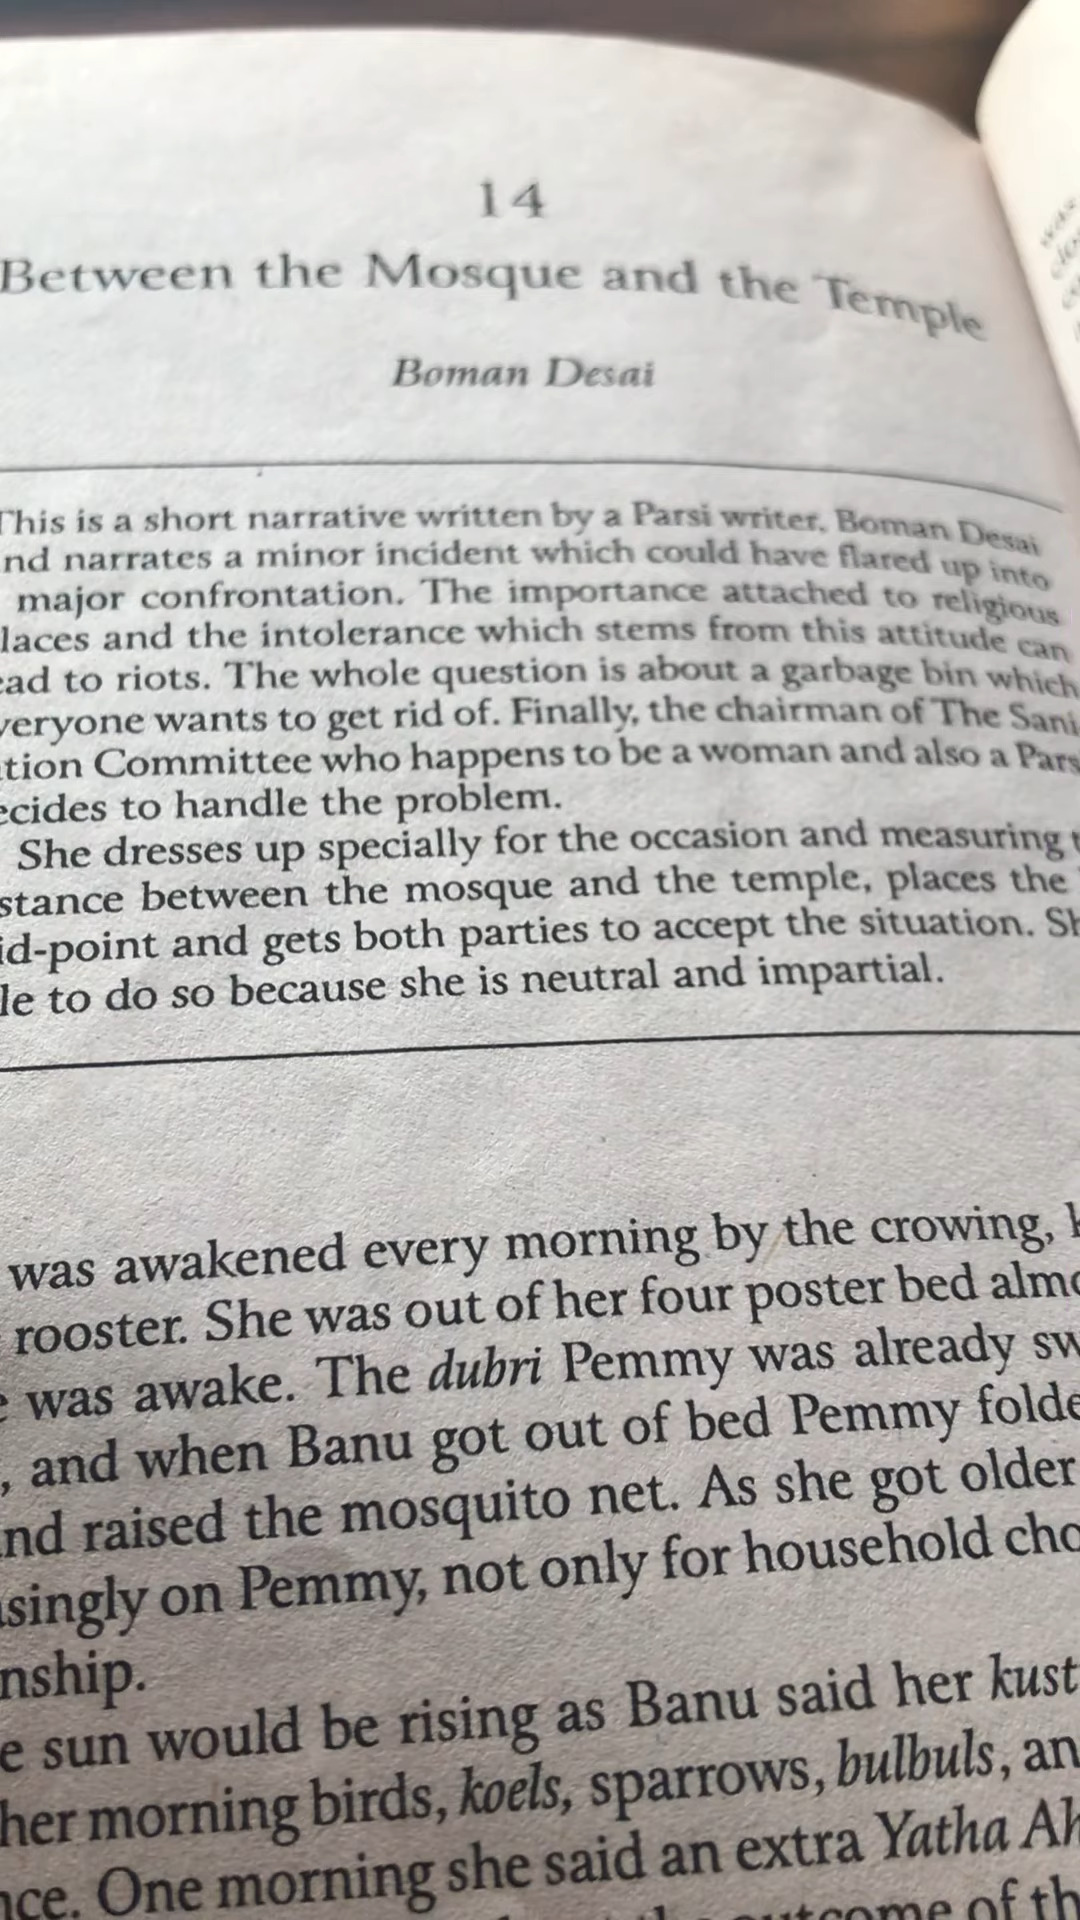 14
Between the Mosque and the Temple
Boman Desai
This is a short narrative written by a Parsi writer, Boman Desai
nd narrates a minor incident which could have flared up into
major confrontation. The importance attached to religious
laces and the intolerance which stems from this attitude can
ead to riots. The whole question is about a garbage bin which
veryone wants to get rid of. Finally, the chairman of The Sani-
tion Committee who happens to be a woman and also a Pars
ecides to handle the problem.
She dresses up specially for the occasion and measuring t
stance between the mosque and the temple, places the
id-point and gets both parties to accept the situation. Sh
le to do so because she is neutral and impartial.
was awakened every morning by the crowing, k
rooster. She was out of her four poster bed almo
e was awake. The dubri Pemmy was already sw
, and when Banu got out of bed Pemmy folde
nd raised the mosquito net. As she got older
singly on Pemmy, not only for household cho
nship.
e sun would be rising as Banu said her kust
her morning birds, koels, sparrows, bulbuls, an
nce. One morning she said an extra Yatha Ah
outcome of th